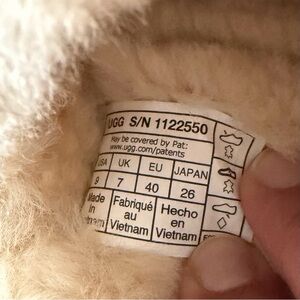 UGG S/N 1122550
May be covered by Pat:
www.ugg.com/patents
USA UK EU JAPAN
9 7 40 26
Made Fabriqué Hecho
In au en
Vietnam Vietnam Vietnam